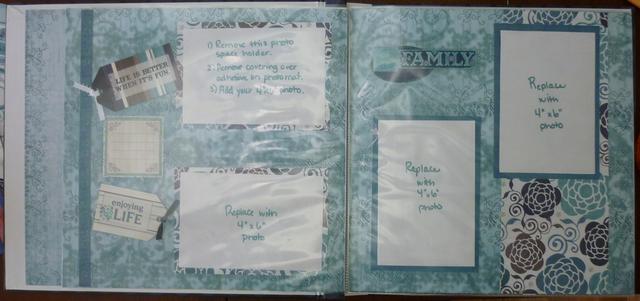 LIFE IS BETTER
WHEN IT'S FUN.
1) Remove this photo
space holder.
2) Remove covering over
adhesive on photo mat.
3) Add your 4"x6" photo.
enjoying
LIFE
Replace with
4"x6"
photo
FAMILY
Replace
with
4"x6"
photo
Replace
with
4"x6"
photo